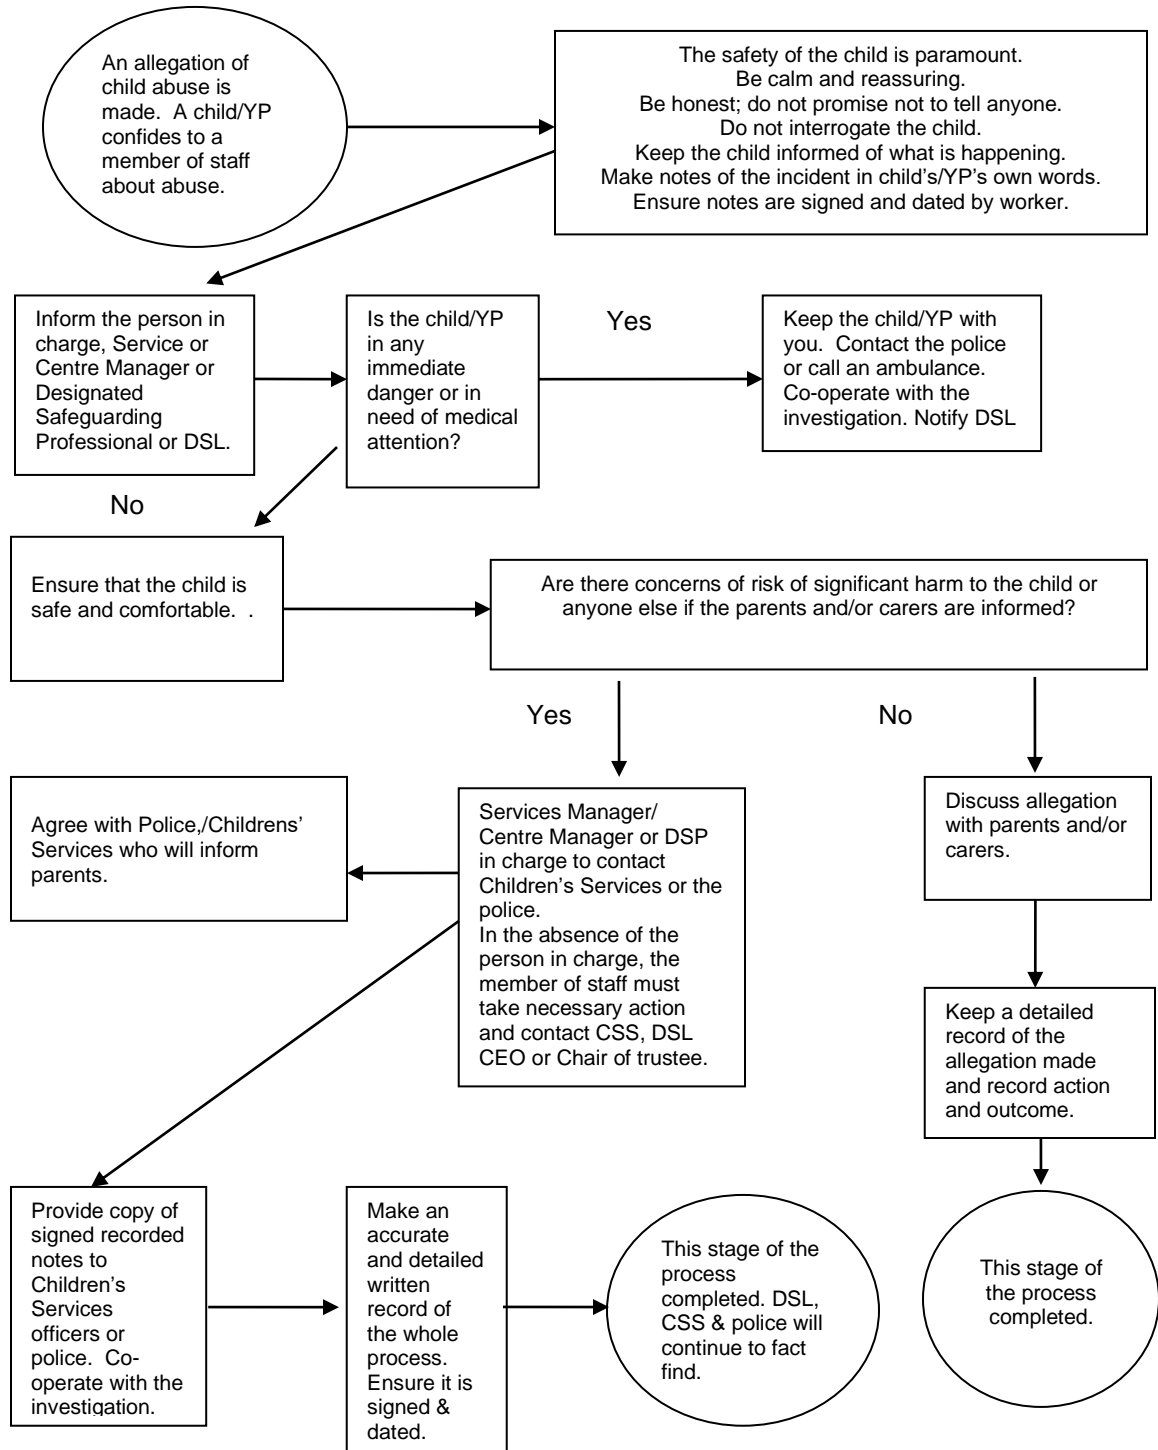 An allegation of
child abuse is
made. A child/YP
confides to a
member of staff
about abuse.
The safety of the child is paramount.
Be calm and reassuring.
Be honest; do not promise not to tell anyone.
Do not interrogate the child.
Keep the child informed of what is happening.
Make notes of the incident in child's/YP's own words.
Ensure notes are signed and dated by worker.
Inform the person in
charge, Service or
Centre Manager or
Designated
Safeguarding
Professional or DSL.
Is the child/YP
in any
immediate
danger or in
need of medical
attention?
Yes
Keep the child/YP with
you. Contact the police
or call an ambulance.
Co-operate with the
investigation. Notify DSL
No
Ensure that the child is
safe and comfortable. .
Are there concerns of risk of significant harm to the child or
anyone else if the parents and/or carers are informed?
Yes
No
Agree with Police,/Childrens'
Services who will inform
parents.
Services Manager/
Centre Manager or DSP
in charge to contact
Children's Services or the
police.
In the absence of the
person in charge, the
member of staff must
take necessary action
and contact CSS, DSL
CEO or Chair of trustee.
Discuss allegation
with parents and/or
carers.
Keep a detailed
record of the
allegation made
and record action
and outcome.
Provide copy of
signed recorded
notes to
Children's
Services
officers or
police. Co-
operate with the
investigation.
Make an
accurate
and detailed
written
record of
the whole
process.
Ensure it is
signed &
dated.
This stage of the
process
completed. DSL,
CSS & police will
continue to fact
find.
This stage of
the process
completed.